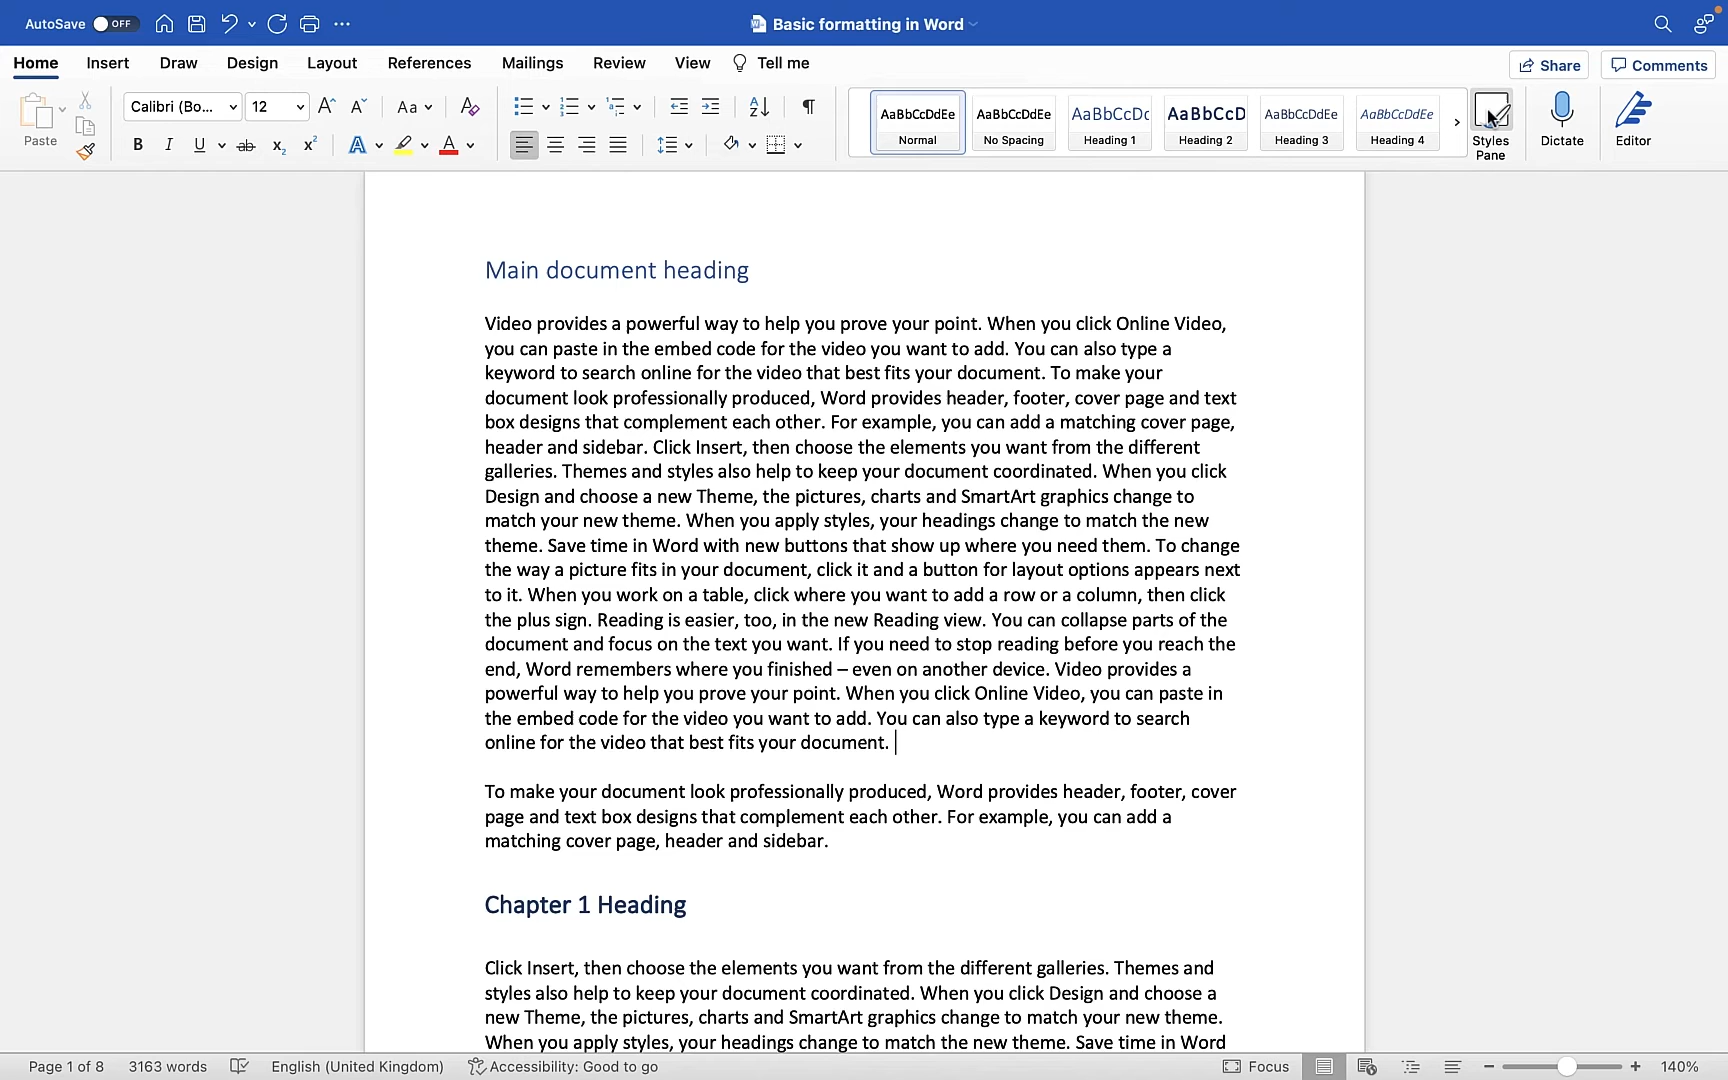 AutoSave OFF
Basic formatting in Word
Home Insert Draw Design Layout References Mailings Review View Tell me
Share Comments
Paste
Calibri (Bo... 12
AaBbCcDdEe AaBbCcDdEe AaBbCcDc AaBbCcD AaBbCcDdEe AaBbCcDdEe
Normal No Spacing Heading 1 Heading 2 Heading 3 Heading 4
Styles Pane
Dictate
Editor
Main document heading
Video provides a powerful way to help you prove your point. When you click Online Video,
you can paste in the embed code for the video you want to add. You can also type a
keyword to search online for the video that best fits your document. To make your
document look professionally produced, Word provides header, footer, cover page and text
box designs that complement each other. For example, you can add a matching cover page,
header and sidebar. Click Insert, then choose the elements you want from the different
galleries. Themes and styles also help to keep your document coordinated. When you click
Design and choose a new Theme, the pictures, charts and SmartArt graphics change to
match your new theme. When you apply styles, your headings change to match the new
theme. Save time in Word with new buttons that show up where you need them. To change
the way a picture fits in your document, click it and a button for layout options appears next
to it. When you work on a table, click where you want to add a row or a column, then click
the plus sign. Reading is easier, too, in the new Reading view. You can collapse parts of the
document and focus on the text you want. If you need to stop reading before you reach the
end, Word remembers where you finished – even on another device. Video provides a
powerful way to help you prove your point. When you click Online Video, you can paste in
the embed code for the video you want to add. You can also type a keyword to search
online for the video that best fits your document.
To make your document look professionally produced, Word provides header, footer, cover
page and text box designs that complement each other. For example, you can add a
matching cover page, header and sidebar.
Chapter 1 Heading
Click Insert, then choose the elements you want from the different galleries. Themes and
styles also help to keep your document coordinated. When you click Design and choose a
new Theme, the pictures, charts and SmartArt graphics change to match your new theme.
When you apply styles, your headings change to match the new theme. Save time in Word
Page 1 of 8 3163 words English (United Kingdom) Accessibility: Good to go Focus 140%